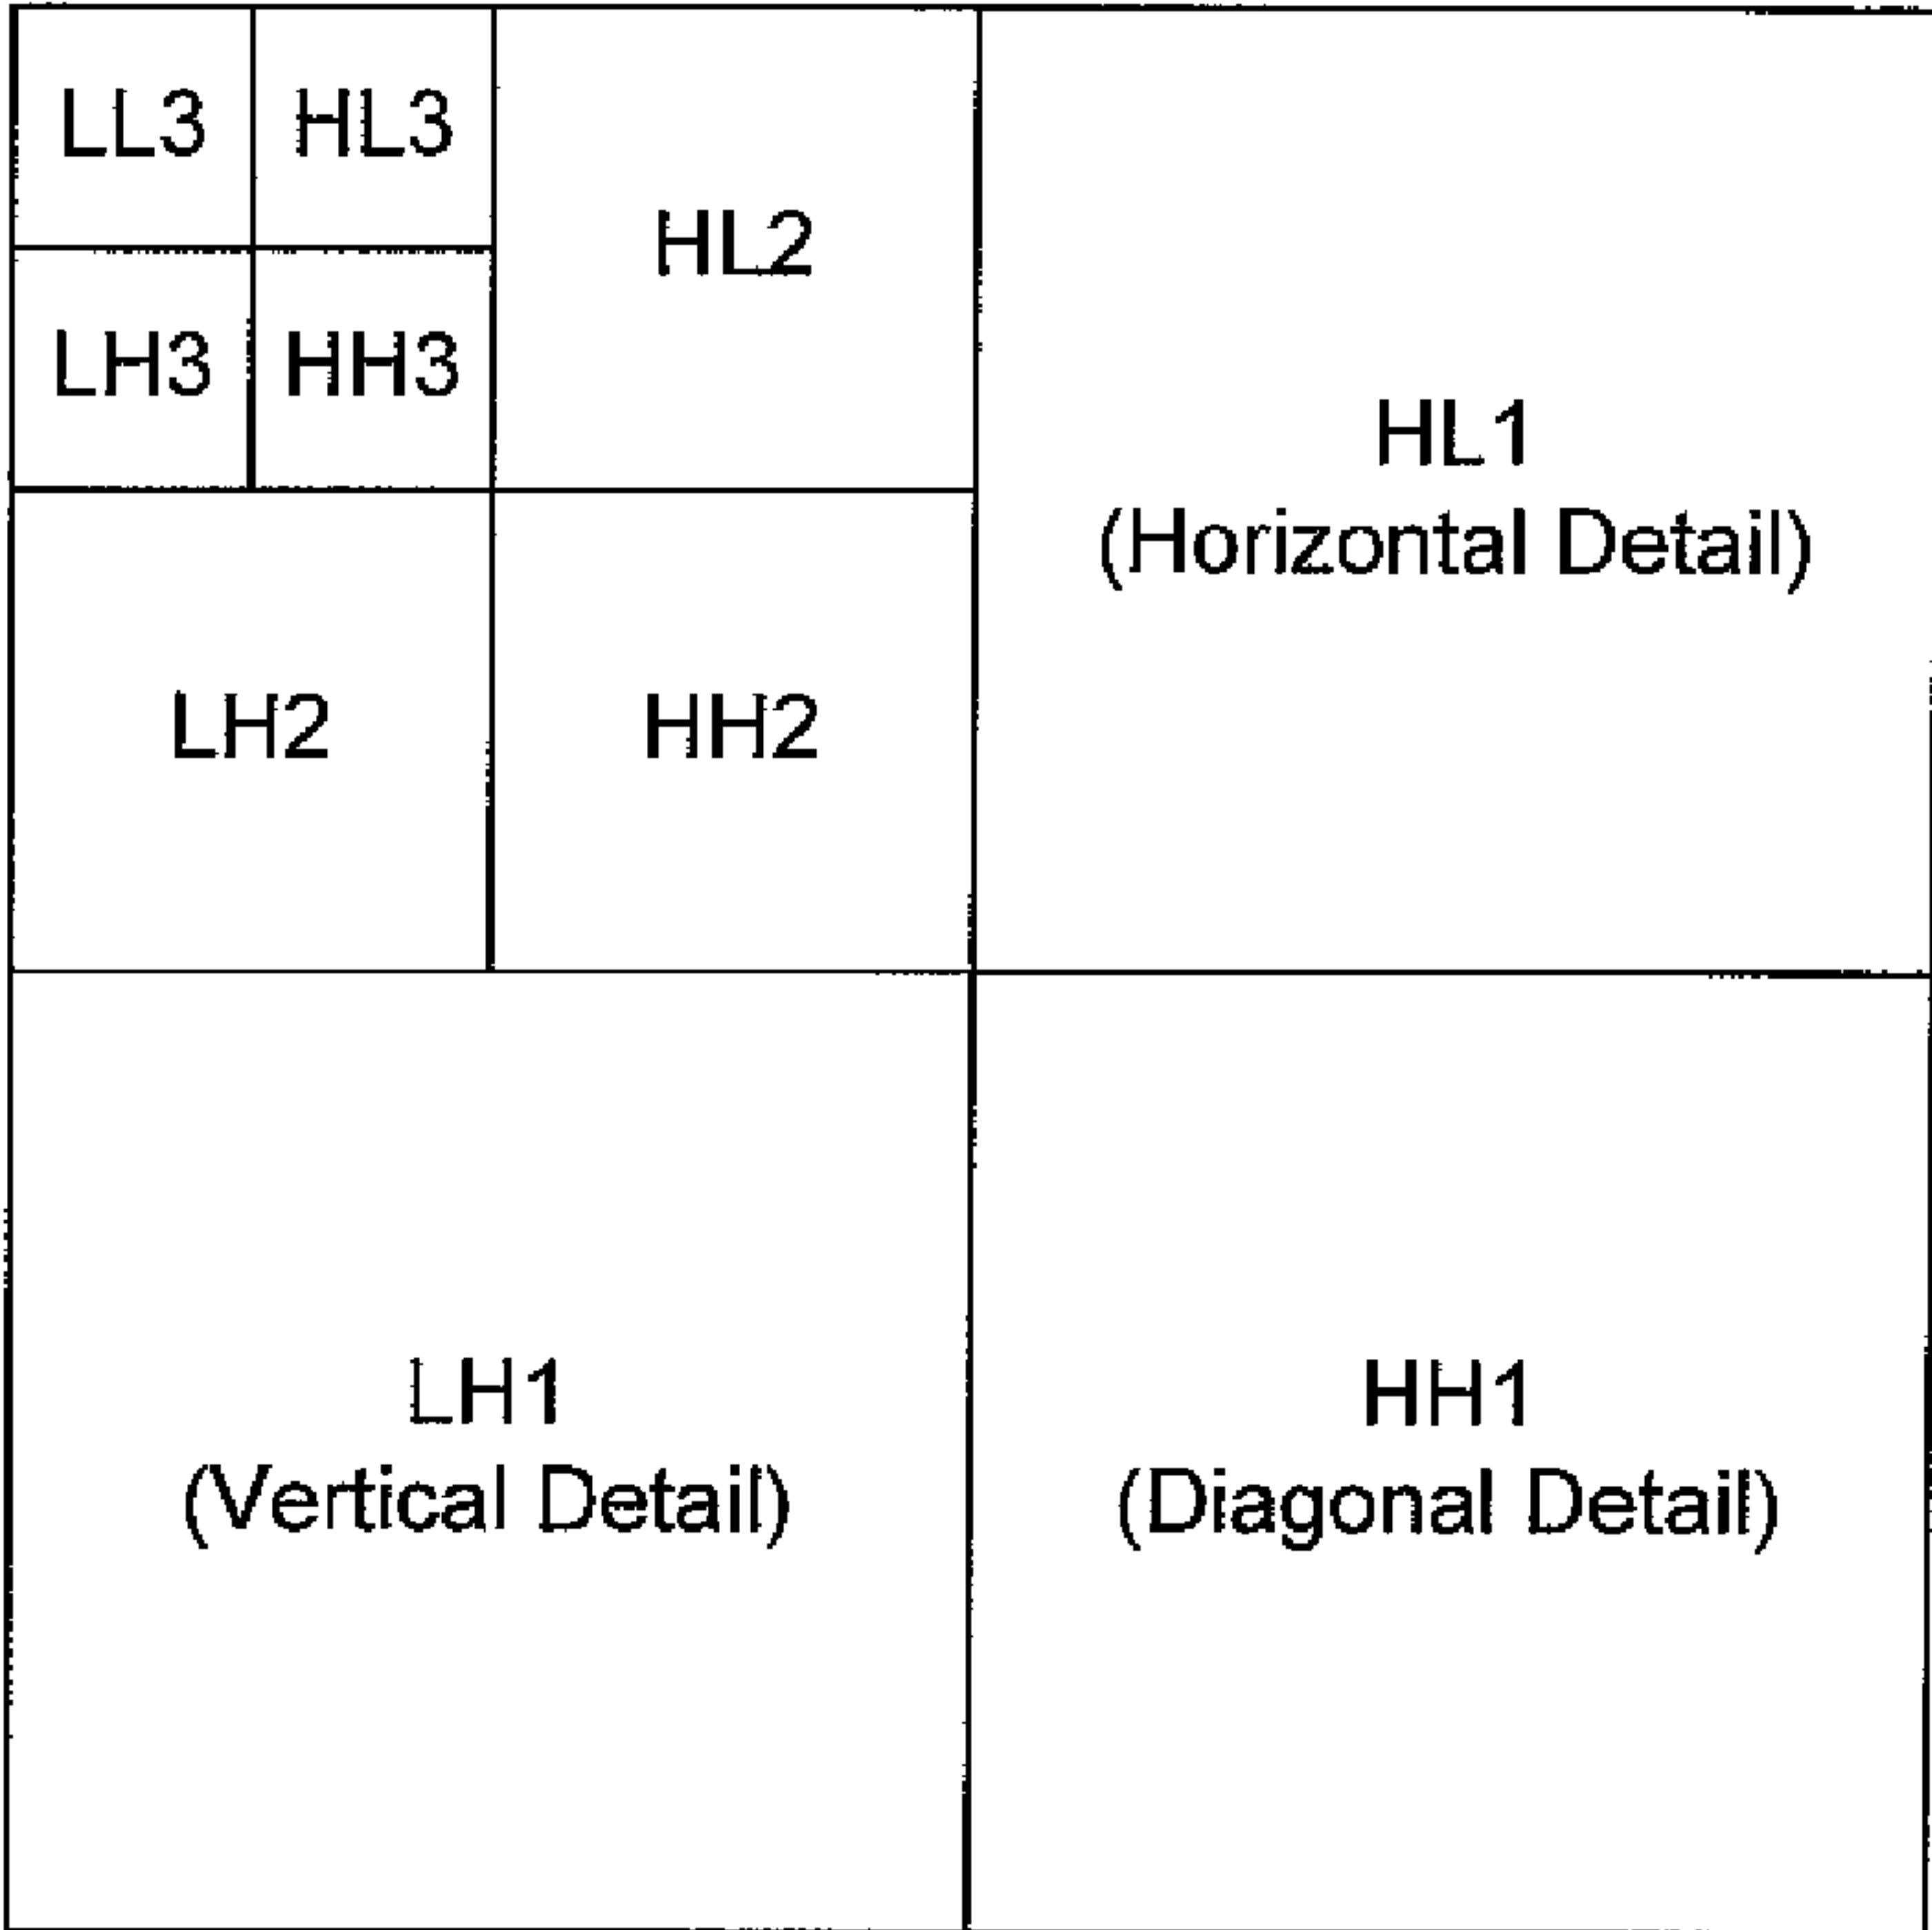 LL3
HL3
HL2
LH3
HH3
HL1
(Horizontal Detail)
LH2
HH2
LH1
(Vertical Detail)
HH1
(Diagonal Detail)